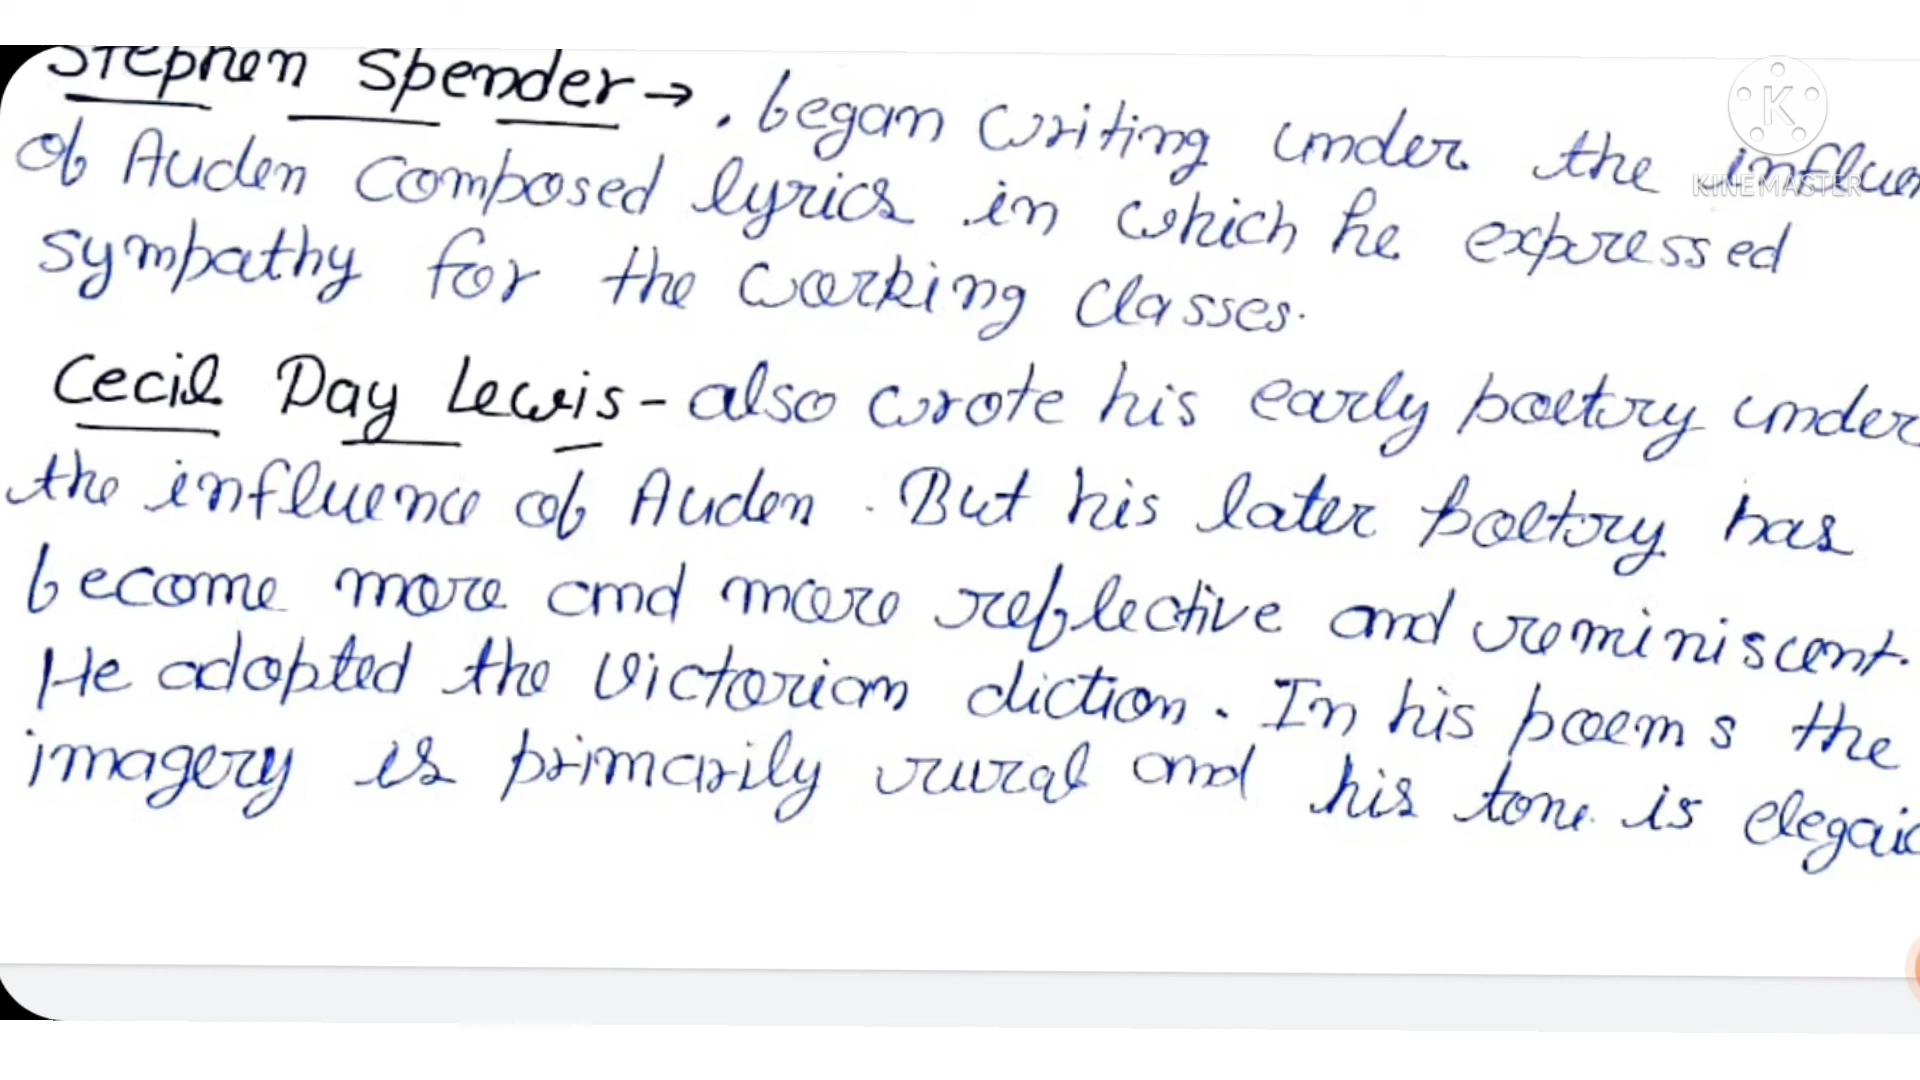 Stephen Spender → . began writing under the influen
of Auden composed lyrics in which he expressed
sympathy for the working classes.
Cecil Day Lewis - also wrote his early poetry under
the influence of Auden. But his later poetry has
become more and more reflective and reminiscent.
He adopted the Victorian diction. In his poems the
imagery is primarily rural and his tone is elegaic
K
KINEMASTER